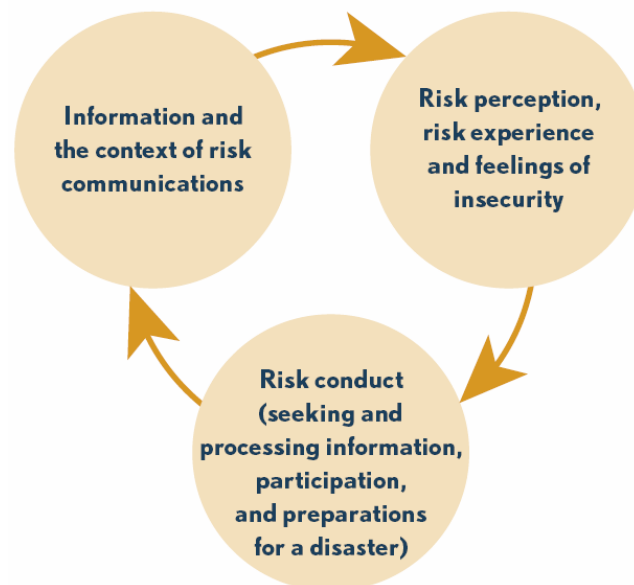 Information and
the context of risk
communications
Risk perception,
risk experience
and feelings of
insecurity
Risk conduct
(seeking and
processing information,
participation,
and preparations
for a disaster)